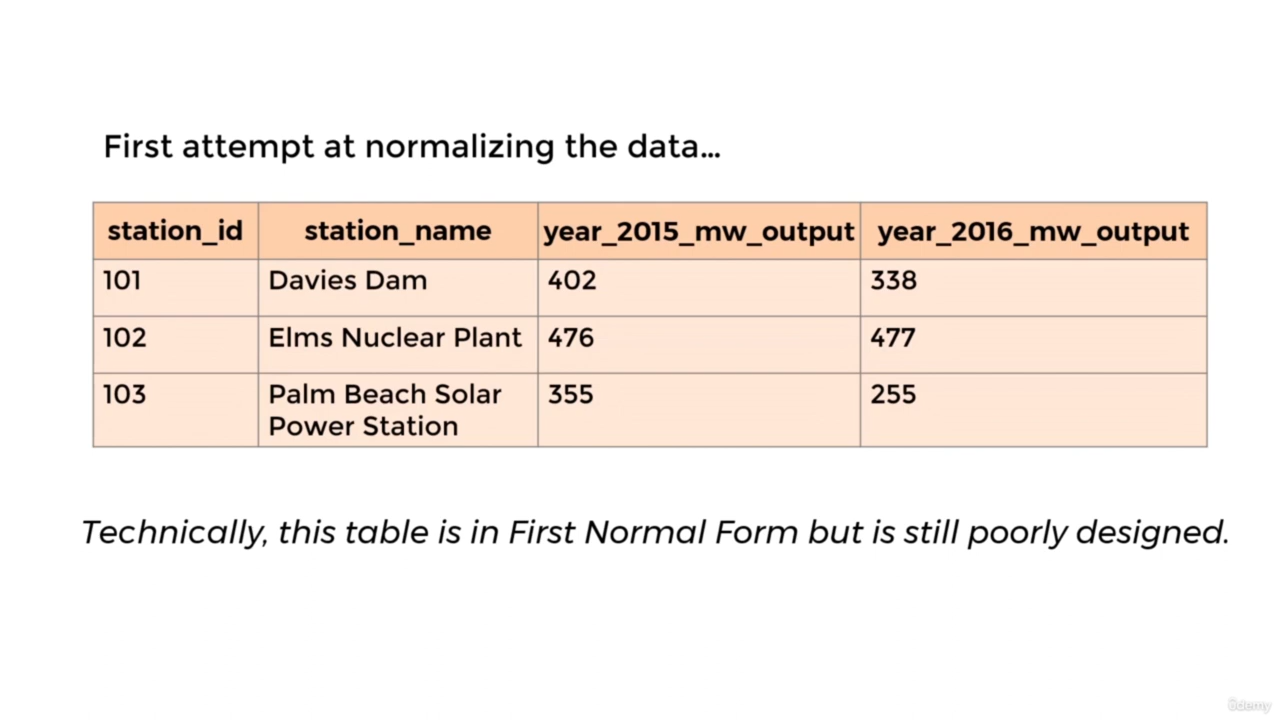 First attempt at normalizing the data...
station_id station_name year_2015_mw_output year_2016_mw_output
101 Davies Dam 402 338
102 Elms Nuclear Plant 476 477
103 Palm Beach Solar 355 255
Power Station
Technically, this table is in First Normal Form but is still poorly designed.
ûdemy